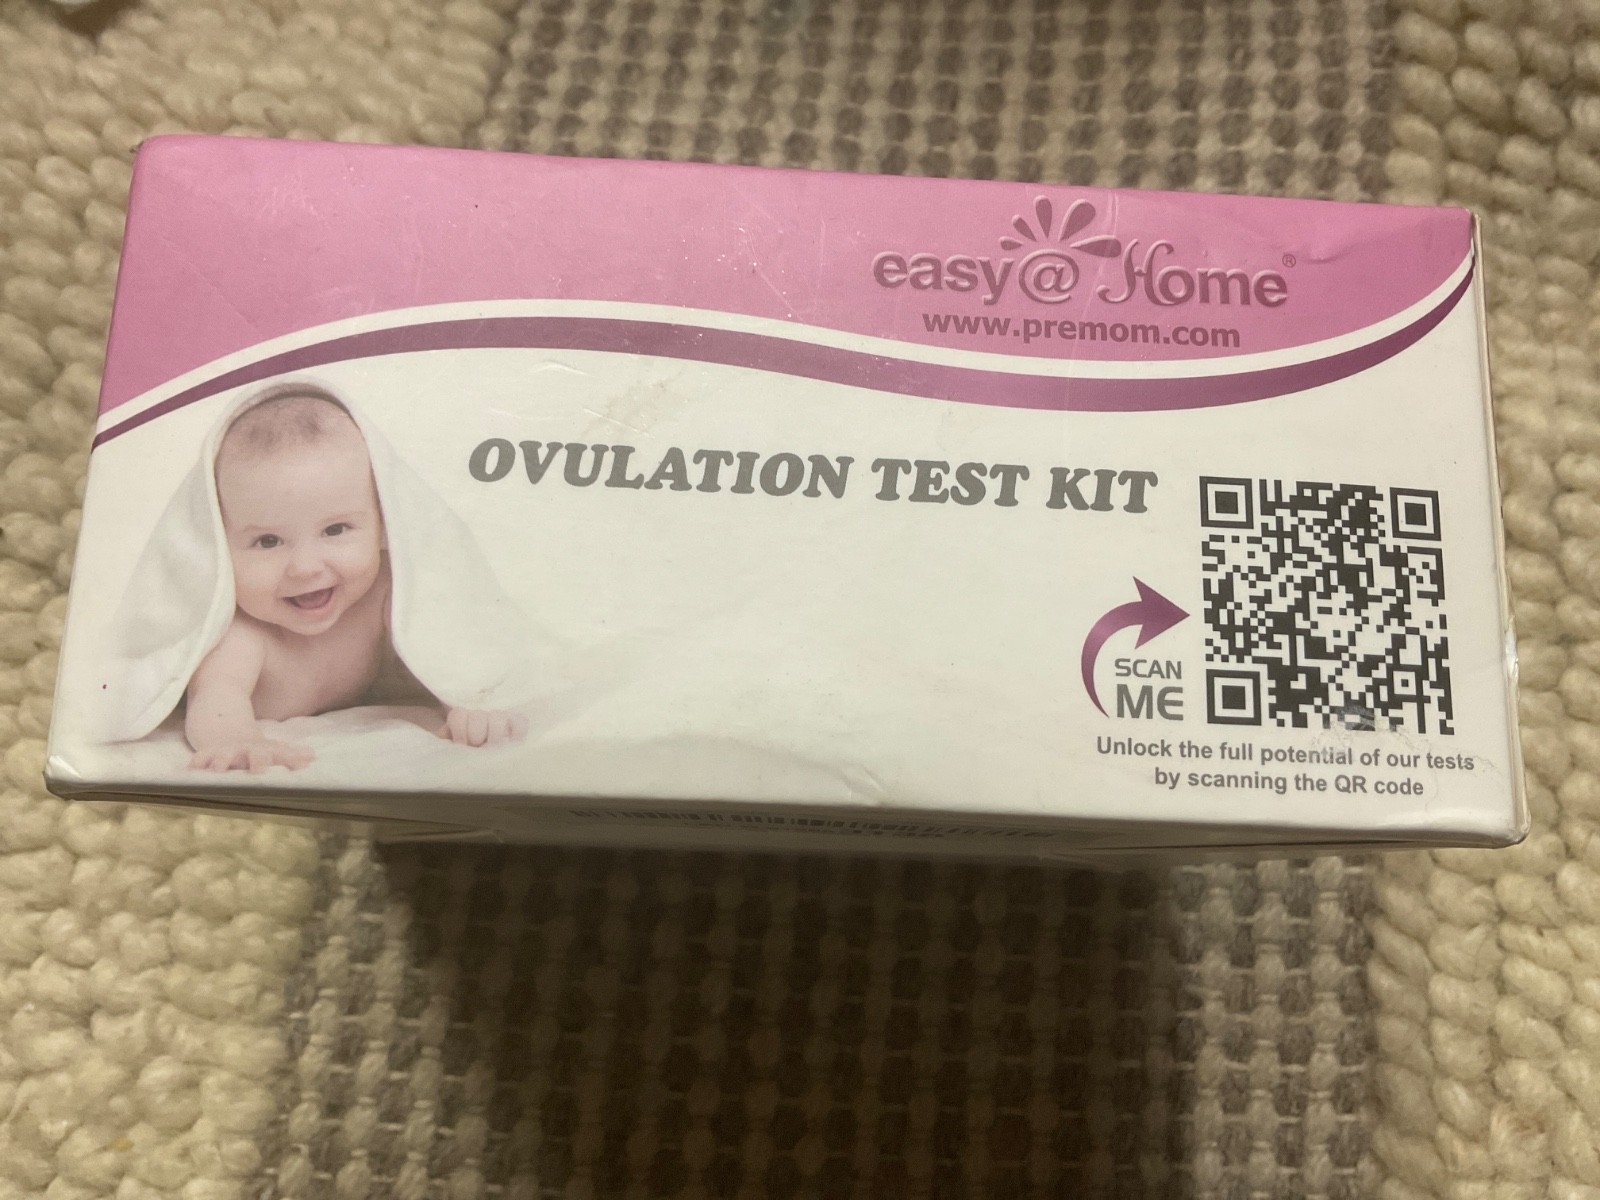 easy@Home®
www.premom.com
OVULATION TEST KIT
SCAN
ME
Unlock the full potential of our tests
by scanning the QR code